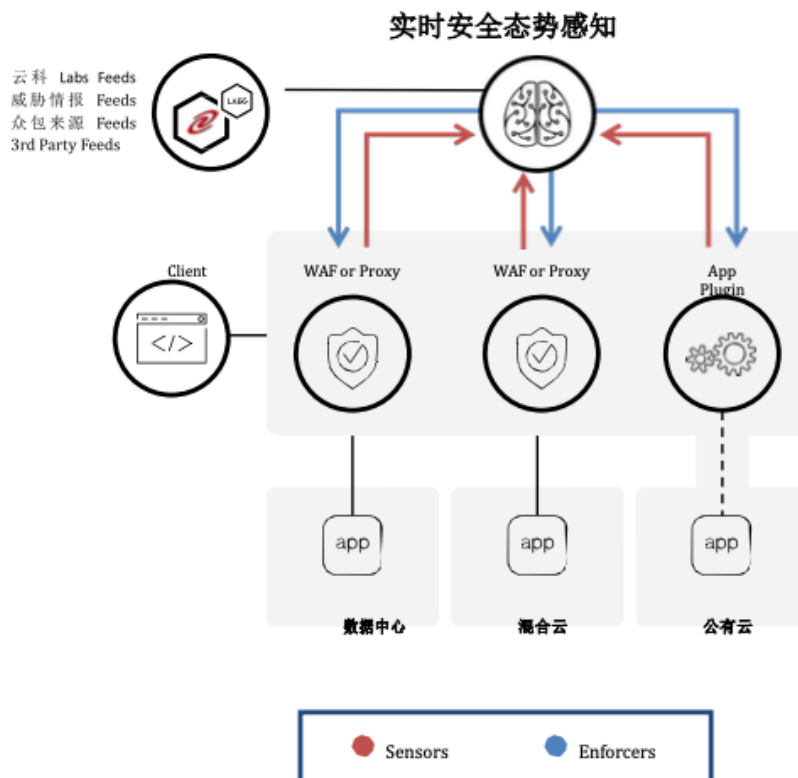 实时安全态势感知
云科 Labs Feeds
威胁情报 Feeds
众包来源 Feeds
3rd Party Feeds
LABS
Client
WAF or Proxy
WAF or Proxy
App
Plugin
</>
app
app
app
数据中心
混合云
公有云
Sensors
Enforcers